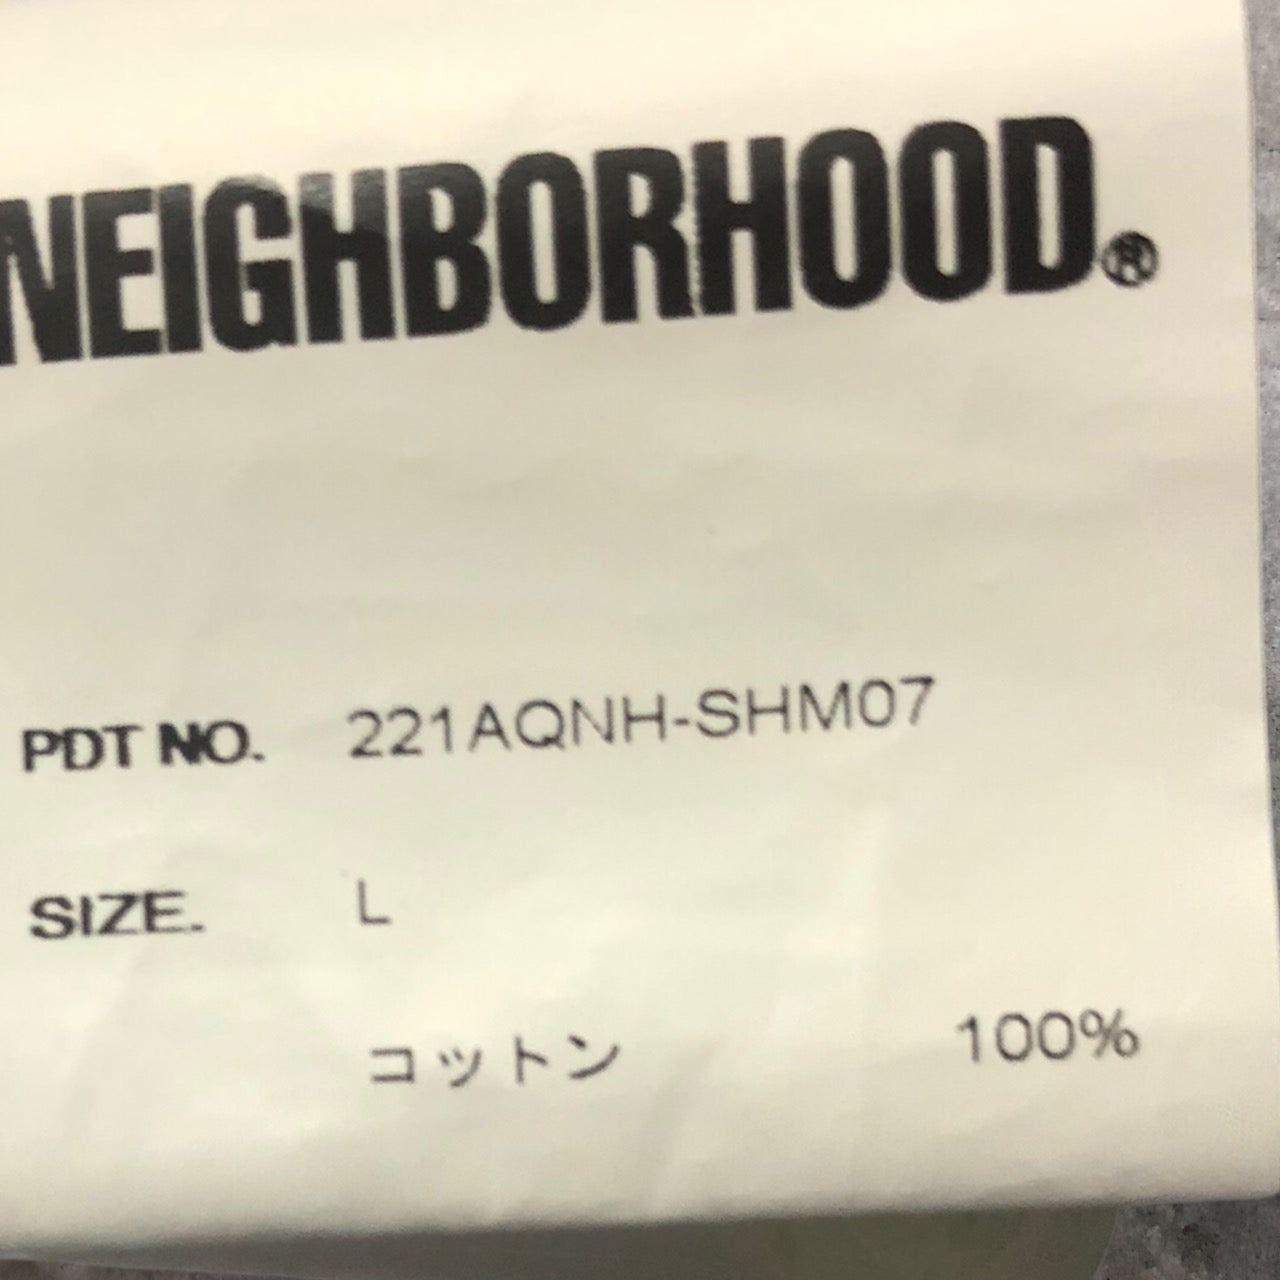 NEIGHBORHOOD®
PDT NO. 221AQNH-SHM07
SIZE. L
コットン 100%